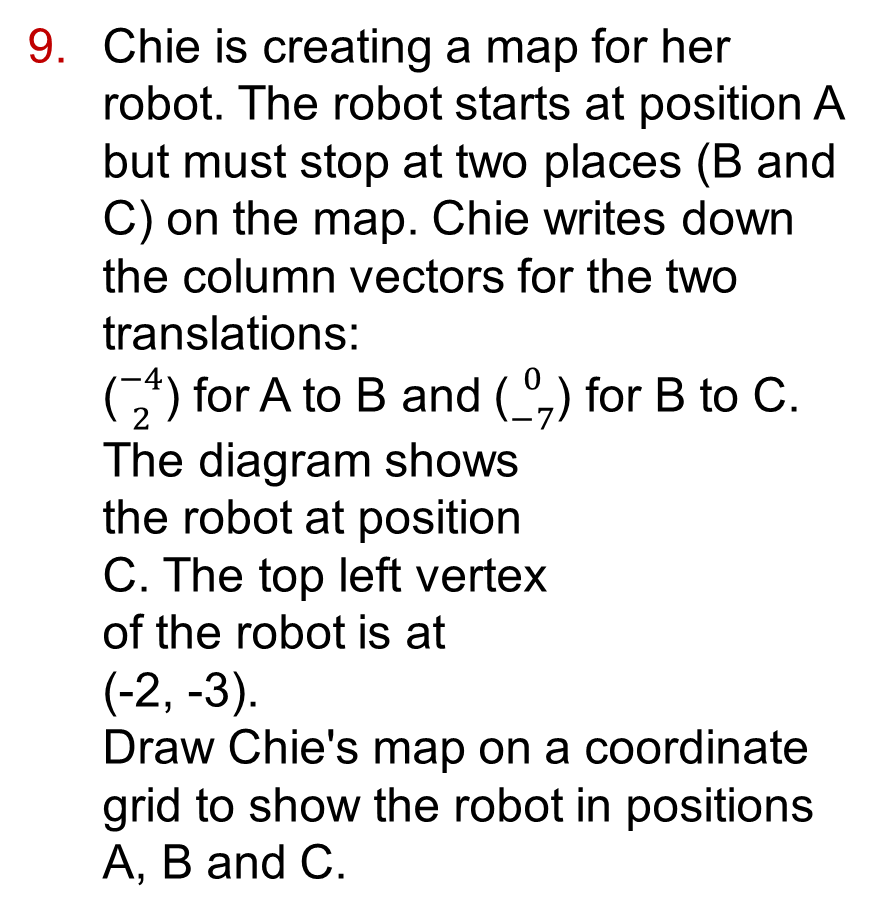 9. Chie is creating a map for her
robot. The robot starts at position A
but must stop at two places (B and
C) on the map. Chie writes down
the column vectors for the two
translations:
(−4 2) for A to B and (0 −7) for B to C.
The diagram shows
the robot at position
C. The top left vertex
of the robot is at
(-2, -3).
Draw Chie's map on a coordinate
grid to show the robot in positions
A, B and C.